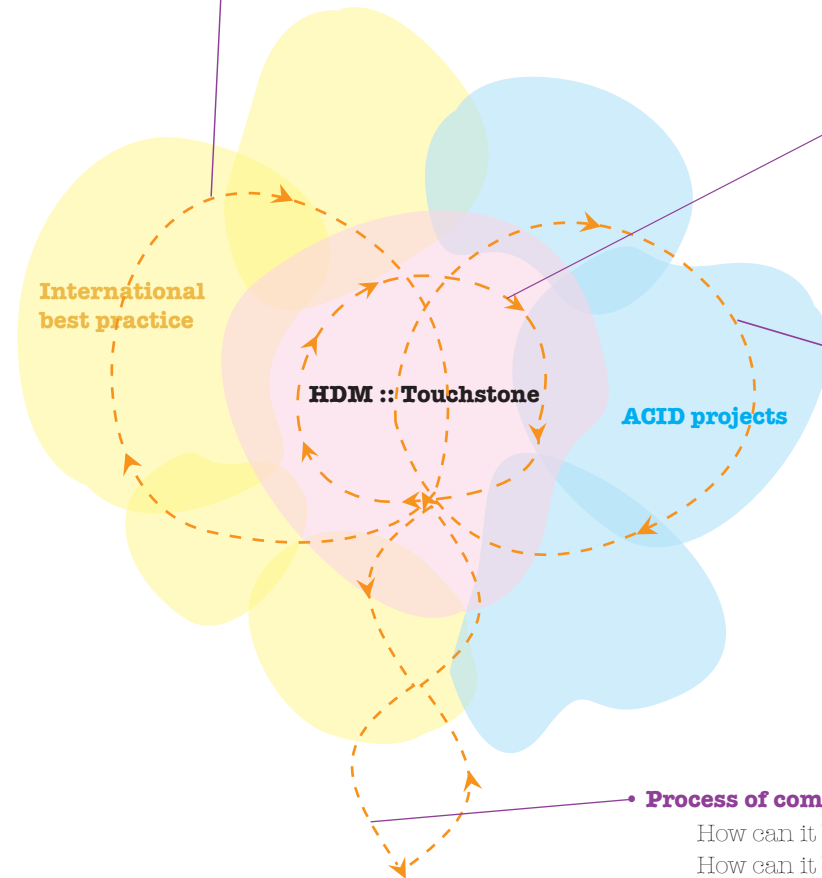 International
best practice
HDM :: Touchstone
ACID projects
Process of com
How can it
How can it